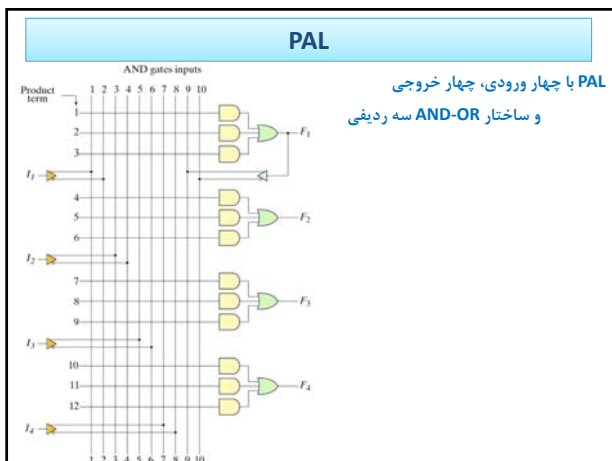 PAL
PAL با چهار ورودی، چهار خروجی
و ساختار AND-OR سه ردیفی
AND gates inputs
Product
term
1 2 3 4 5 6 7 8 9 10
1
2
F1
3
I1
4
5
F2
6
I2
7
8
F3
9
I3
10
11
F4
12
I4
1 2 3 4 5 6 7 8 9 10